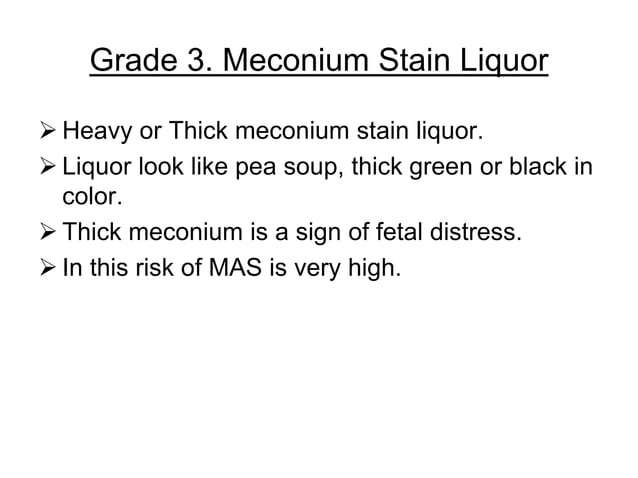 Grade 3. Meconium Stain Liquor
➢ Heavy or Thick meconium stain liquor.
➢ Liquor look like pea soup, thick green or black in
color.
➢ Thick meconium is a sign of fetal distress.
➢ In this risk of MAS is very high.